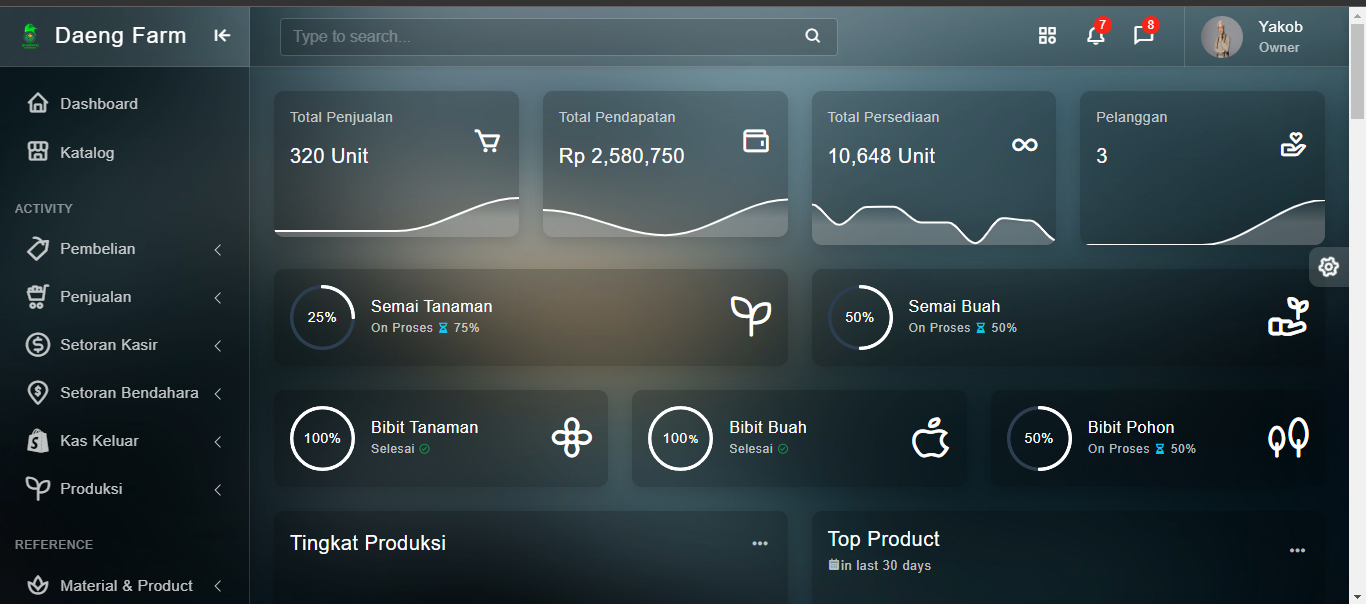 Daeng Farm
Type to search...
7
8
Yakob
Owner
Dashboard
Katalog
ACTIVITY
Pembelian
Penjualan
Setoran Kasir
Setoran Bendahara
Kas Keluar
Produksi
REFERENCE
Material & Product
Total Penjualan
320 Unit
Total Pendapatan
Rp 2,580,750
Total Persediaan
10,648 Unit
Pelanggan
3
25%
Semai Tanaman
On Proses 75%
50%
Semai Buah
On Proses 50%
100%
Bibit Tanaman
Selesai
100%
Bibit Buah
Selesai
50%
Bibit Pohon
On Proses 50%
Tingkat Produksi
Top Product
in last 30 days